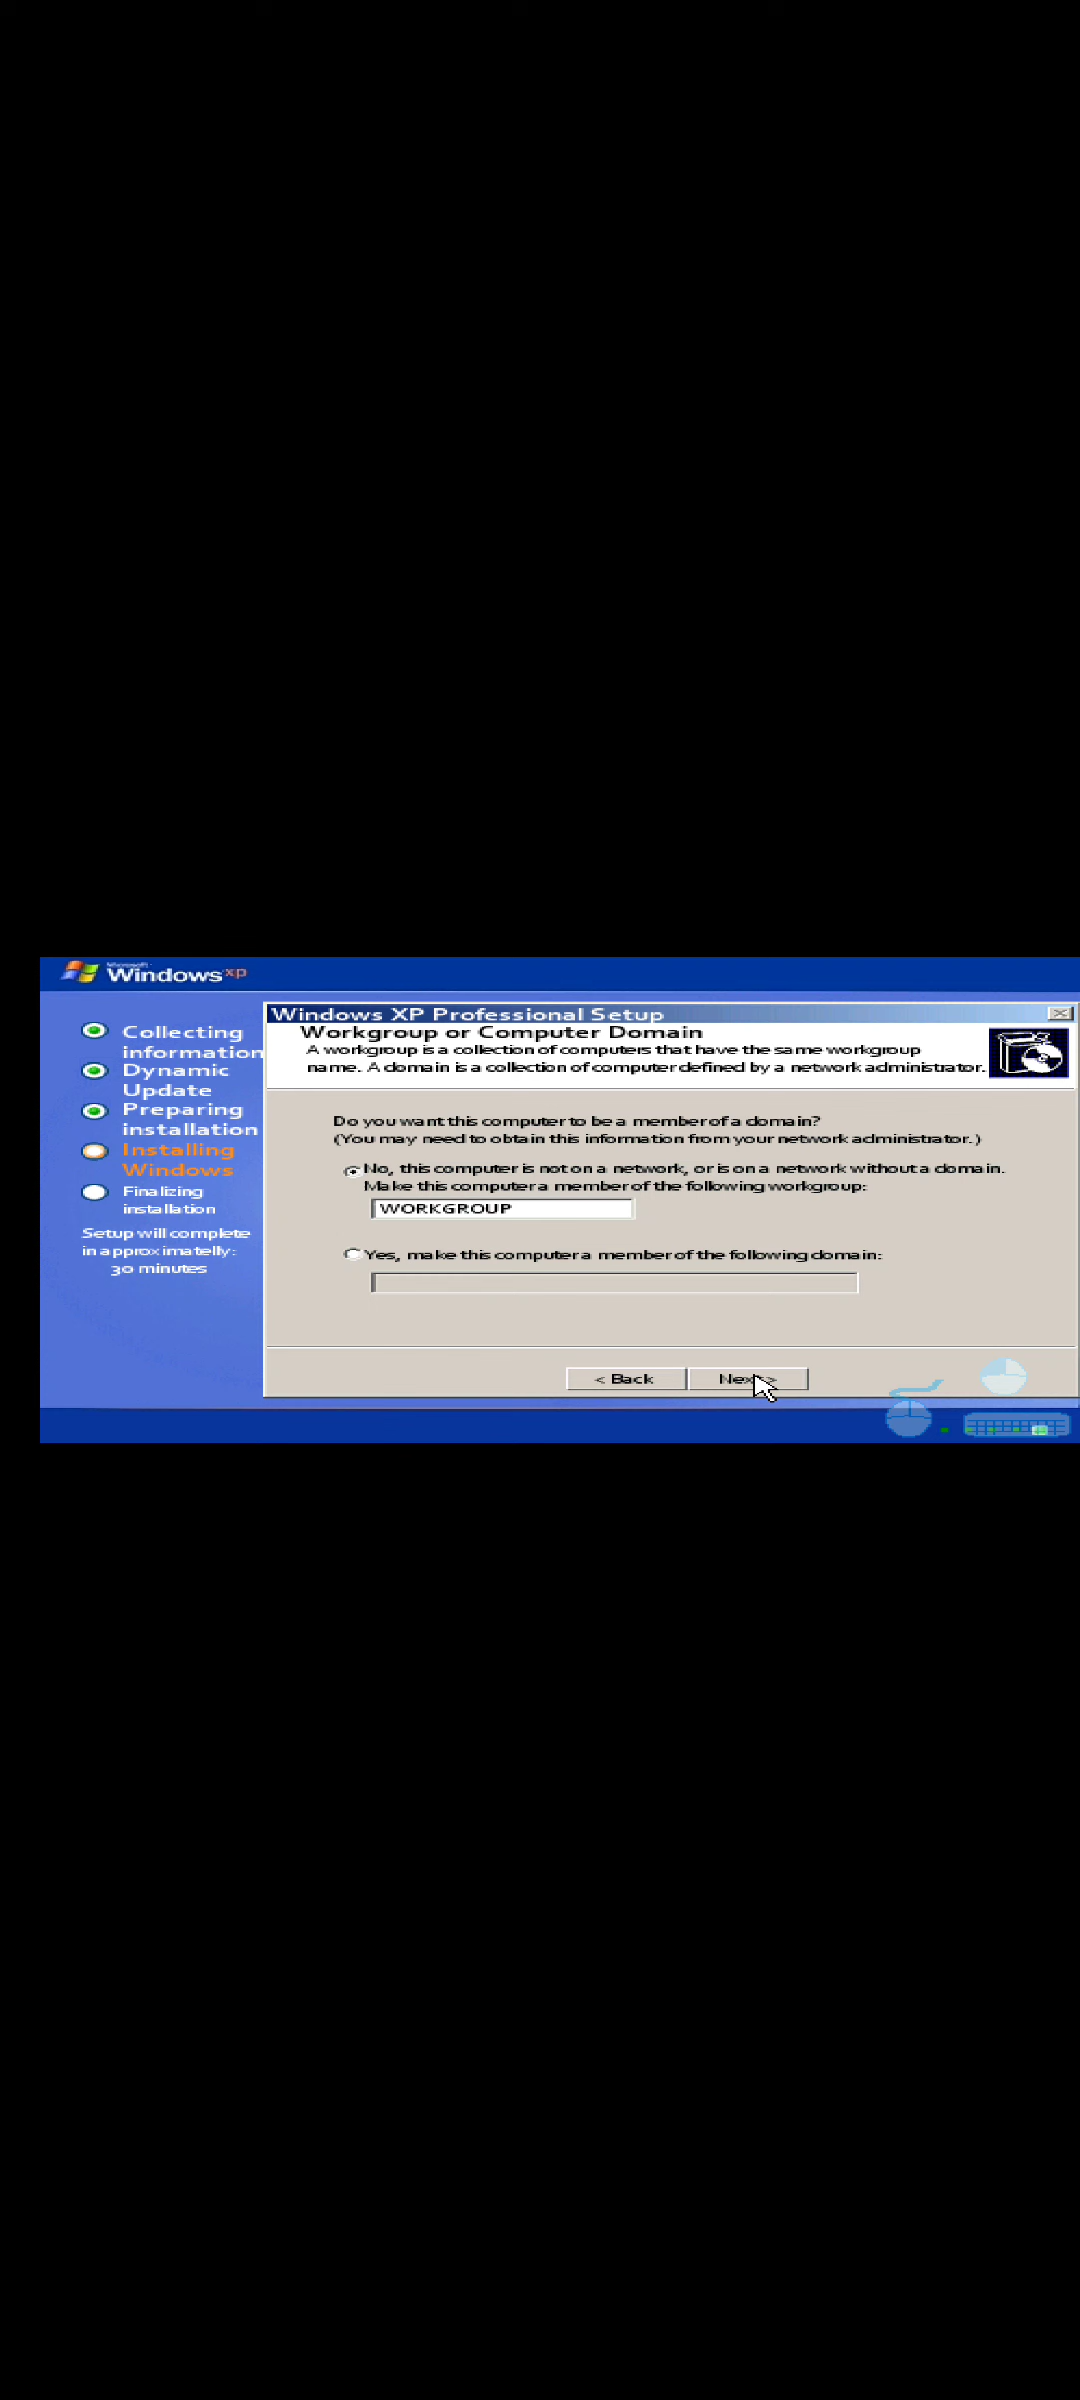 Microsoft
Windows xp
Collecting
information
Dynamic
Update
Preparing
installation
Installing
Windows
Finalizing
installation
Setup will complete
in approximatelly:
30 minutes
Windows XP Professional Setup
Workgroup or Computer Domain
A workgroup is a collection of computers that have the same workgroup
name. A domain is a collection of computer defined by a network administrator.
Do you want this computer to be a member of a domain?
(You may need to obtain this information from your network administrator.)
No, this computer is not on a network, or is on a network without a domain.
Make this computer a member of the following workgroup:
WORKGROUP
Yes, make this computer a member of the following domain:
< Back
Next >